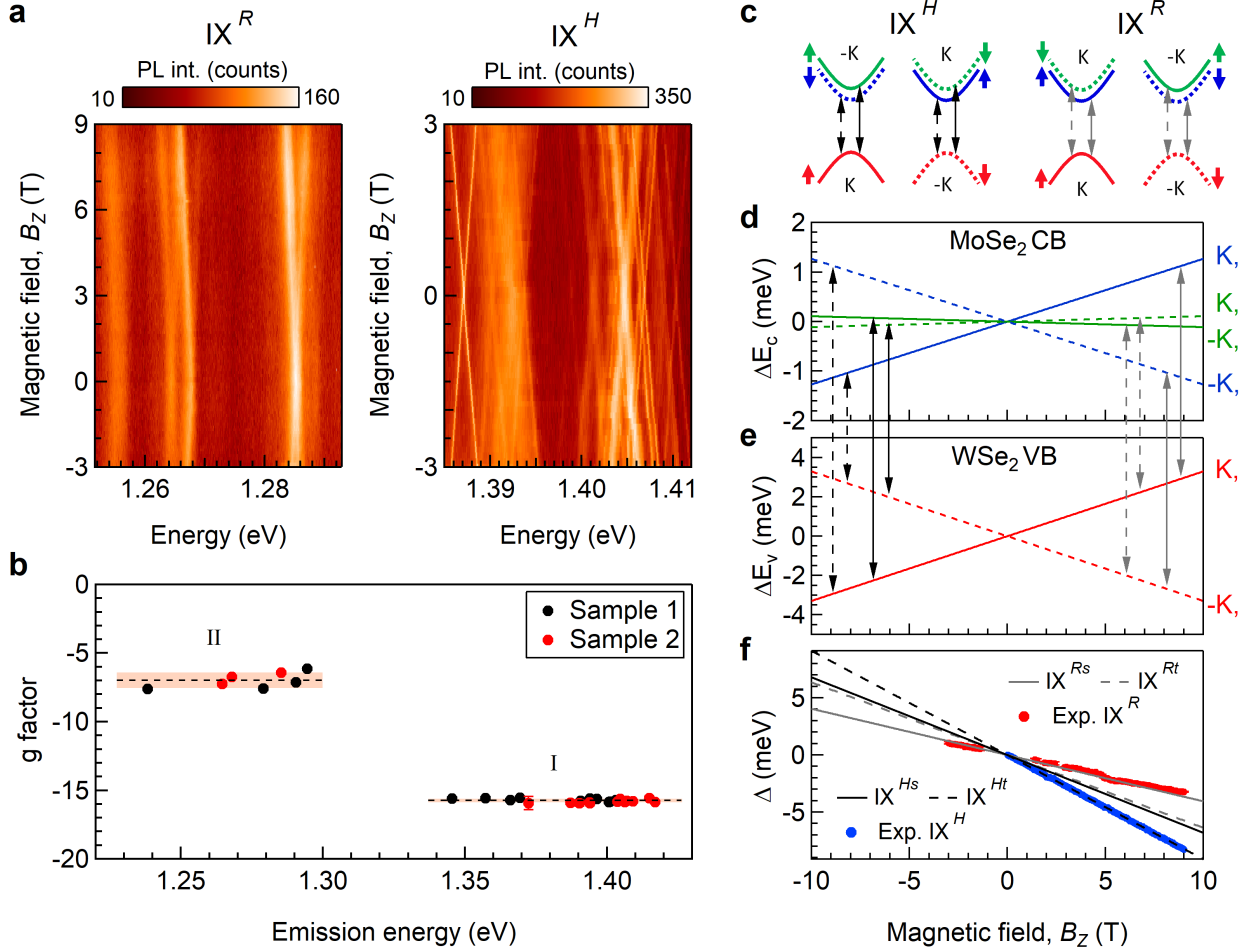 a
IX R
IX H
PL int. (counts)
PL int. (counts)
10 160
10 350
Magnetic field, BZ (T)
9
6
3
0
-3
1.26 1.28
Energy (eV)
Magnetic field, BZ (T)
3
2
0
-2
-3
1.39 1.40 1.41
Energy (eV)
b
g factor
0
-5
-10
-15
-20
Sample 1
Sample 2
II
I
1.25 1.30 1.35 1.40
Emission energy (eV)
c
IX H
IX R
-K K K -K
K -K K -K
d
MoSe2 CB
ΔEc (meV)
2
1
0
-1
-2
K,
K,
-K,
-K,
e
WSe2 VB
ΔEv (meV)
4
2
0
-2
-4
K,
-K,
f
Δ (meV)
5
0
-5
IX Rs IX Rt
Exp. IX R
IX Hs IX Ht
Exp. IX H
-10 -5 0 5 10
Magnetic field, BZ (T)